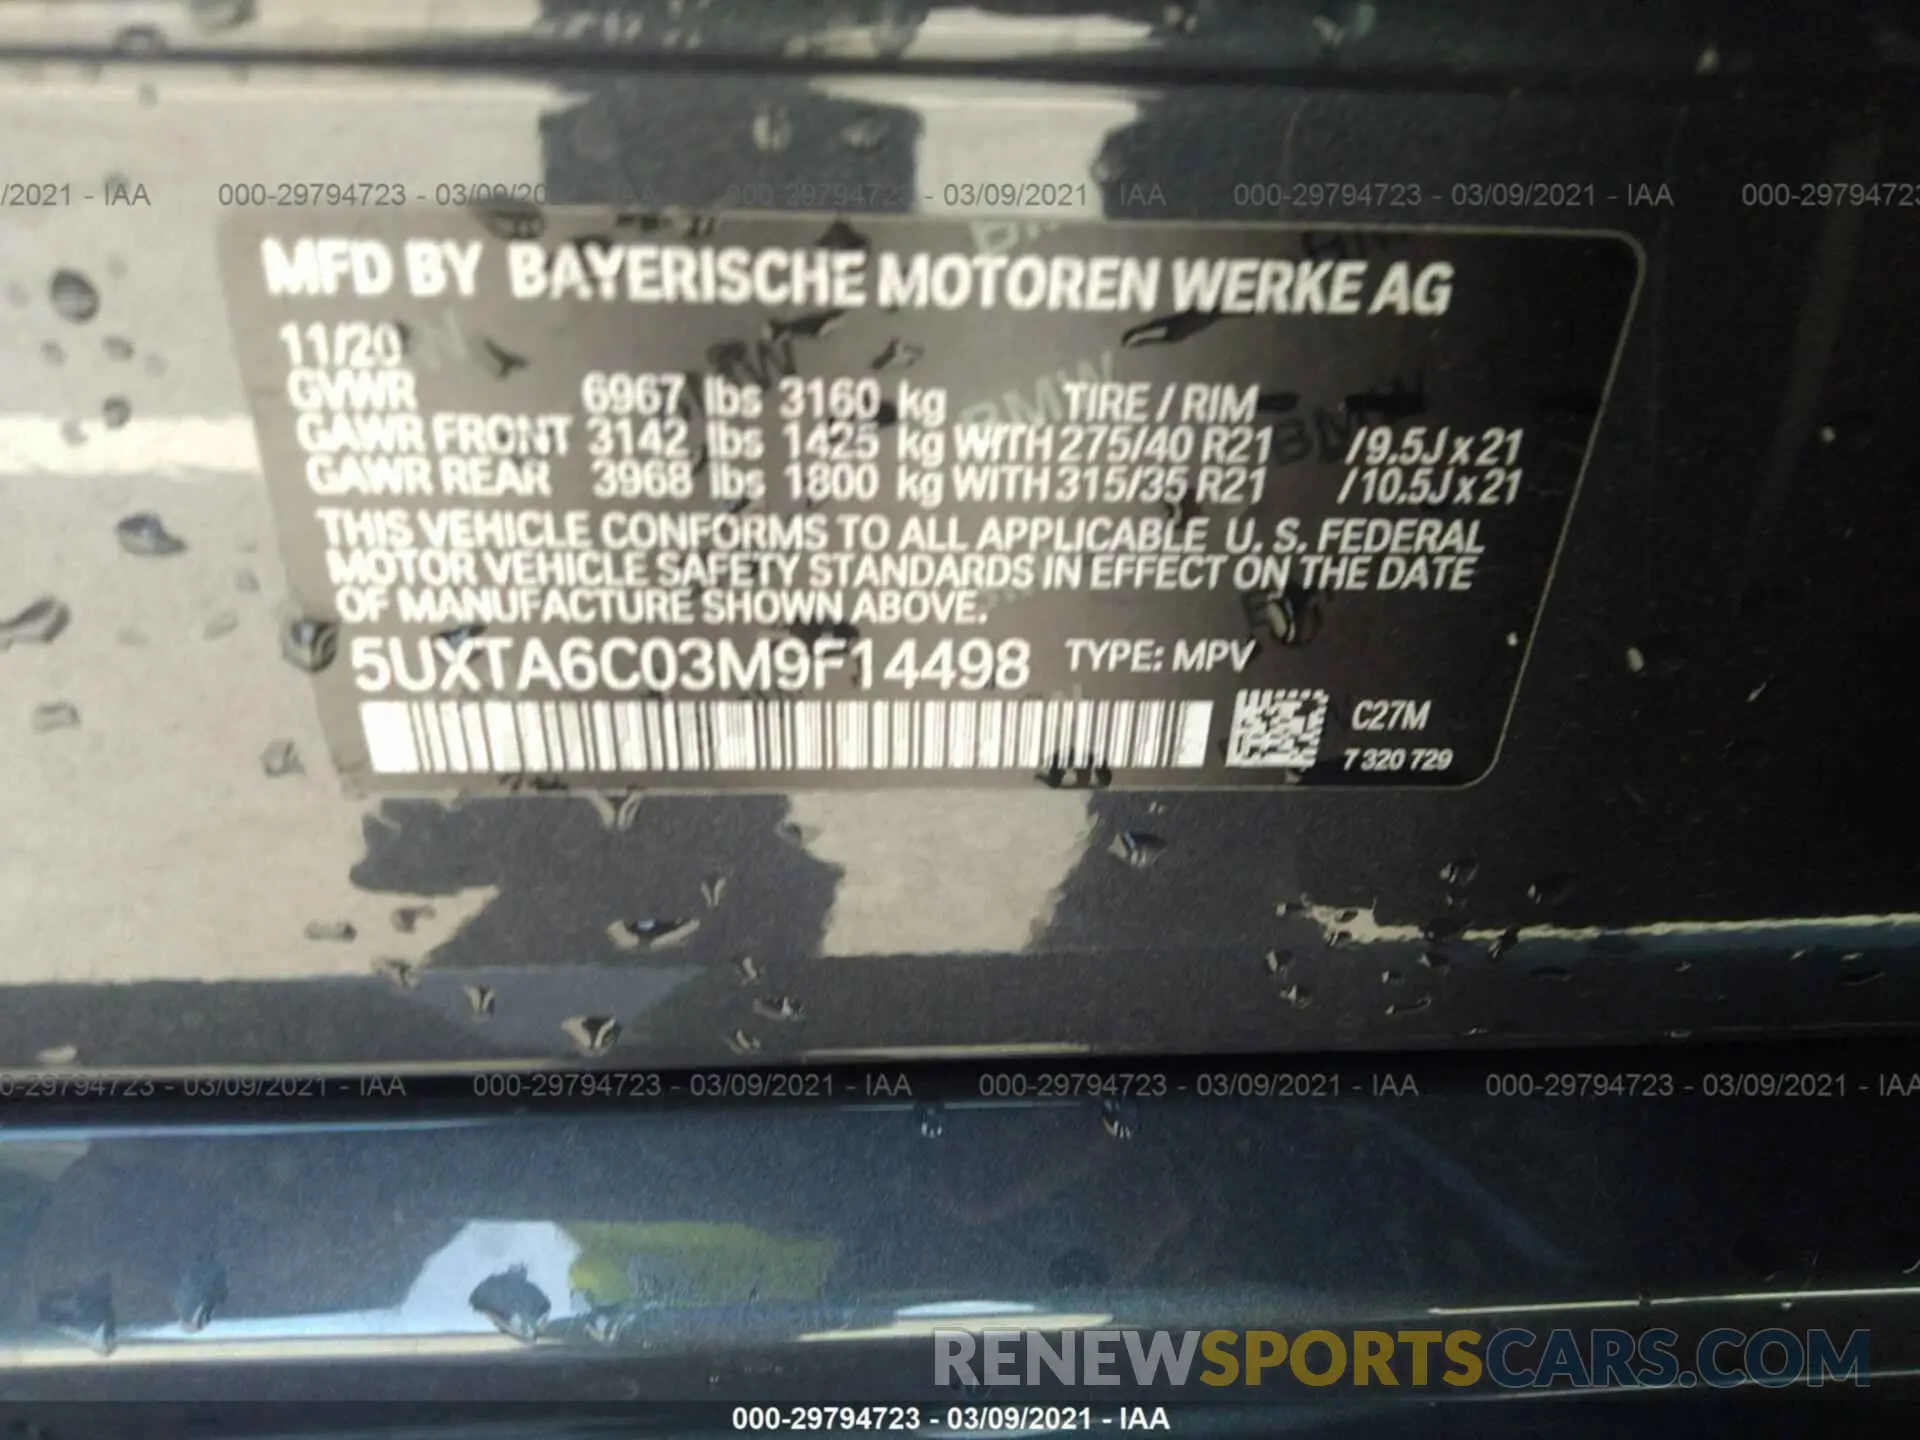 /2021 - IAA 000-29794723 - 03/09/20 IAA 000-29794723 - 03/09/2021 - IAA 000-29794723 - 03/09/2021 - IAA 000-29794723
MFD BY BAYERISCHE MOTOREN WERKE AG
11/20
GVWR 6967 lbs 3160 kg TIRE / RIM
GAWR FRONT 3142 lbs 1425 kg WITH 275/40 R21 /9.5J x 21
GAWR REAR 3968 lbs 1800 kg WITH 315/35 R21 /10.5J x 21
THIS VEHICLE CONFORMS TO ALL APPLICABLE U. S. FEDERAL
MOTOR VEHICLE SAFETY STANDARDS IN EFFECT ON THE DATE
OF MANUFACTURE SHOWN ABOVE.
5UXTA6C03M9F14498 TYPE: MPV
C27M
7 320 729
0-29794723 - 03/09/2021 - IAA 000-29794723 - 03/09/2021 - IAA 000-29794723 - 03/09/2021 - IAA 000-29794723 - 03/09/2021 - IAA
RENEWSPORTSCARS.COM
000-29794723 - 03/09/2021 - IAA